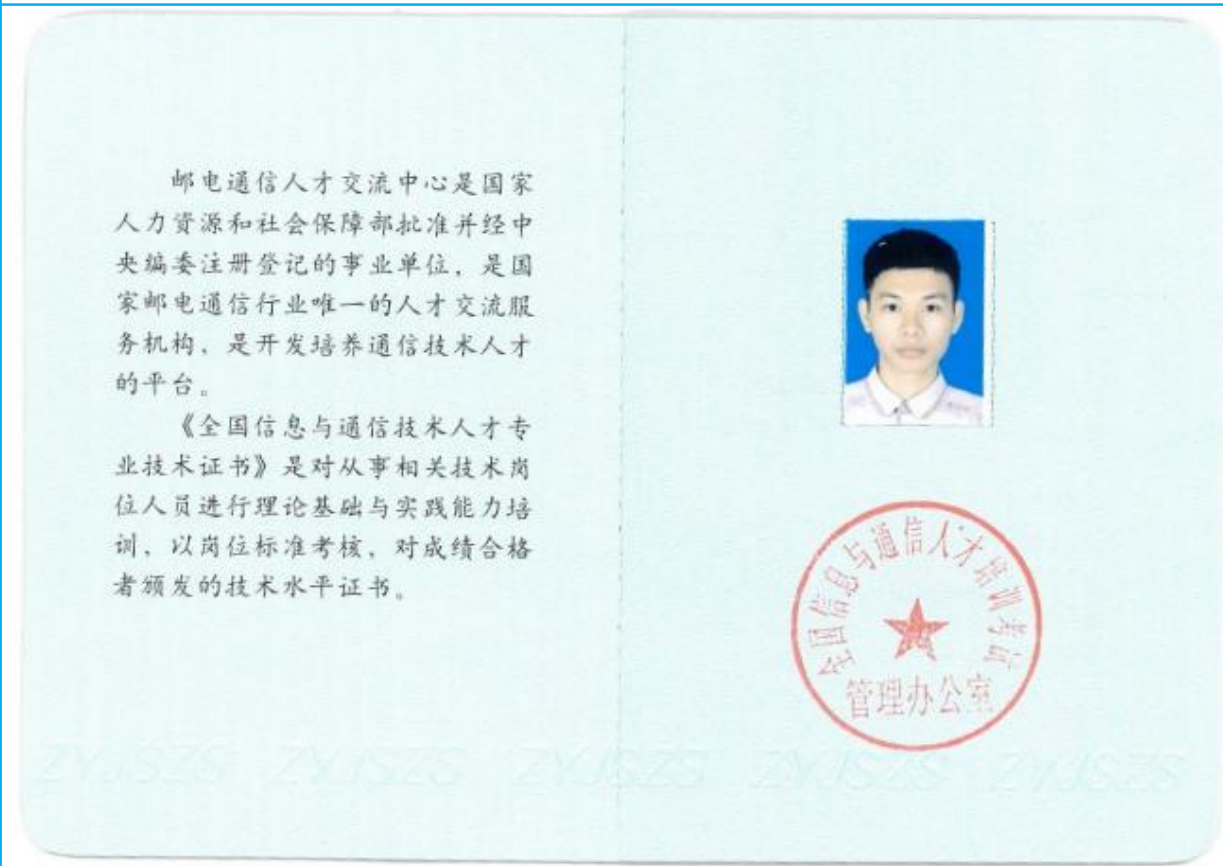 邮电通信人才交流中心是国家
人力资源和社会保障部批准并经中
央编委注册登记的事业单位，是国
家邮电通信行业唯一的人才交流服
务机构，是开发培养通信技术人才
的平台。
《全国信息与通信技术人才专
业技术证书》是对从事相关技术岗
位人员进行理论基础与实践能力培
训，以岗位标准考核，对成绩合格
者颁发的技术水平证书。
全国信息与通信人才培训考试
管理办公室
ZYJSZS ZYJSZS ZYJSZS ZYJSZS ZYJSZS